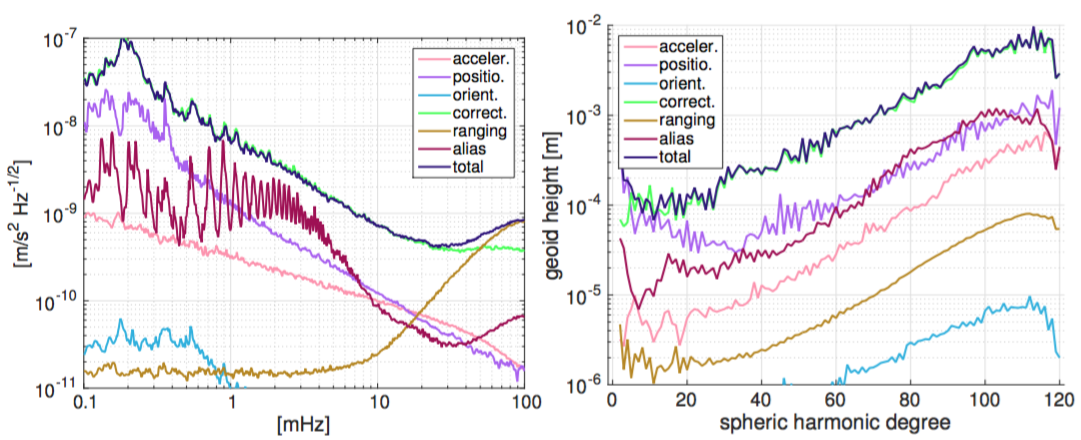 10^-7
10^-8
10^-9
10^-10
10^-11
[m/s^2 Hz^-1/2]
0.1
1
10
100
[mHz]
acceler.
positio.
orient.
correct.
ranging
alias
total
10^-2
10^-3
10^-4
10^-5
10^-6
geoid height [m]
0
20
40
60
80
100
120
spheric harmonic degree
acceler.
positio.
orient.
correct.
ranging
alias
total